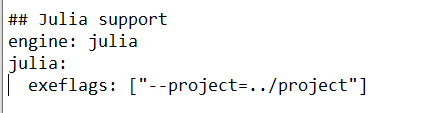 ## Julia support
engine: julia
julia:
  exeflags: ["--project=../project"]